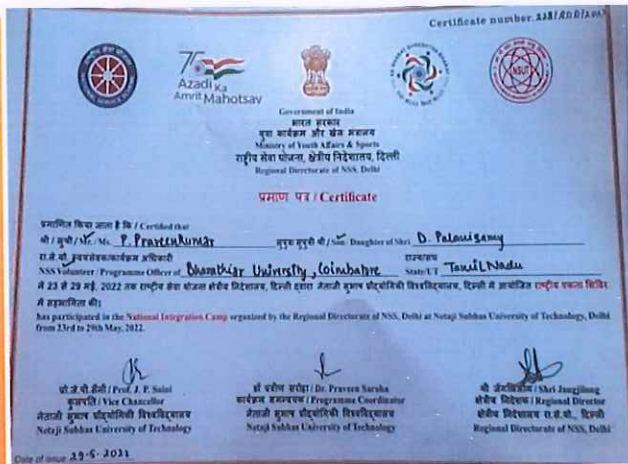 Certificate number
75
Azadi Ka
Amrit Mahotsav
NSUT
Government of India
भारत सरकार
युवा कार्यक्रम और खेल मंत्रालय
Ministry of Youth Affairs & Sports
राष्ट्रीय सेवा योजना, क्षेत्रीय निदेशालय, दिल्ली
Regional Directorate of NSS, Delhi
प्रमाण पत्र / Certificate
प्रमाणित किया जाता है कि / Certified that
श्री / सुश्री / Mr. / Ms. P. Praveenkumar सुपुत्र सुपुत्री श्री / Son / Daughter of Shri D. Palanisamy
रा.से.यो. स्वयंसेवक/कार्यक्रम अधिकारी राज्य/संघ
NSS Volunteer / Programme Officer of Bharathiar University, Coimbatore State/UT Tamil Nadu
में 23 से 29 मई, 2022 तक राष्ट्रीय सेवा योजना क्षेत्रीय निदेशालय, दिल्ली द्वारा नेताजी सुभाष प्रौद्योगिकी विश्वविद्यालय, दिल्ली में आयोजित राष्ट्रीय एकता शिविर
में सहभागिता की।
has participated in the National Integration Camp organized by the Regional Directorate of NSS, Delhi at Netaji Subhas University of Technology, Delhi
from 23rd to 29th May, 2022.
प्रो.जे.पी.सैनी / Prof. J. P. Saini
कुलपति / Vice Chancellor
नेताजी सुभाष प्रौद्योगिकी विश्वविद्यालय
Netaji Subhas University of Technology
डॉ प्रवीण सरोहा / Dr. Praveen Saroha
कार्यक्रम समन्वयक / Programme Coordinator
नेताजी सुभाष प्रौद्योगिकी विश्वविद्यालय
Netaji Subhas University of Technology
श्री / Shri Jangjilong
क्षेत्रीय निदेशक / Regional Director
क्षेत्रीय निदेशालय रा.से.यो., दिल्ली
Regional Directorate of NSS, Delhi
Date of issue 29-5-2022